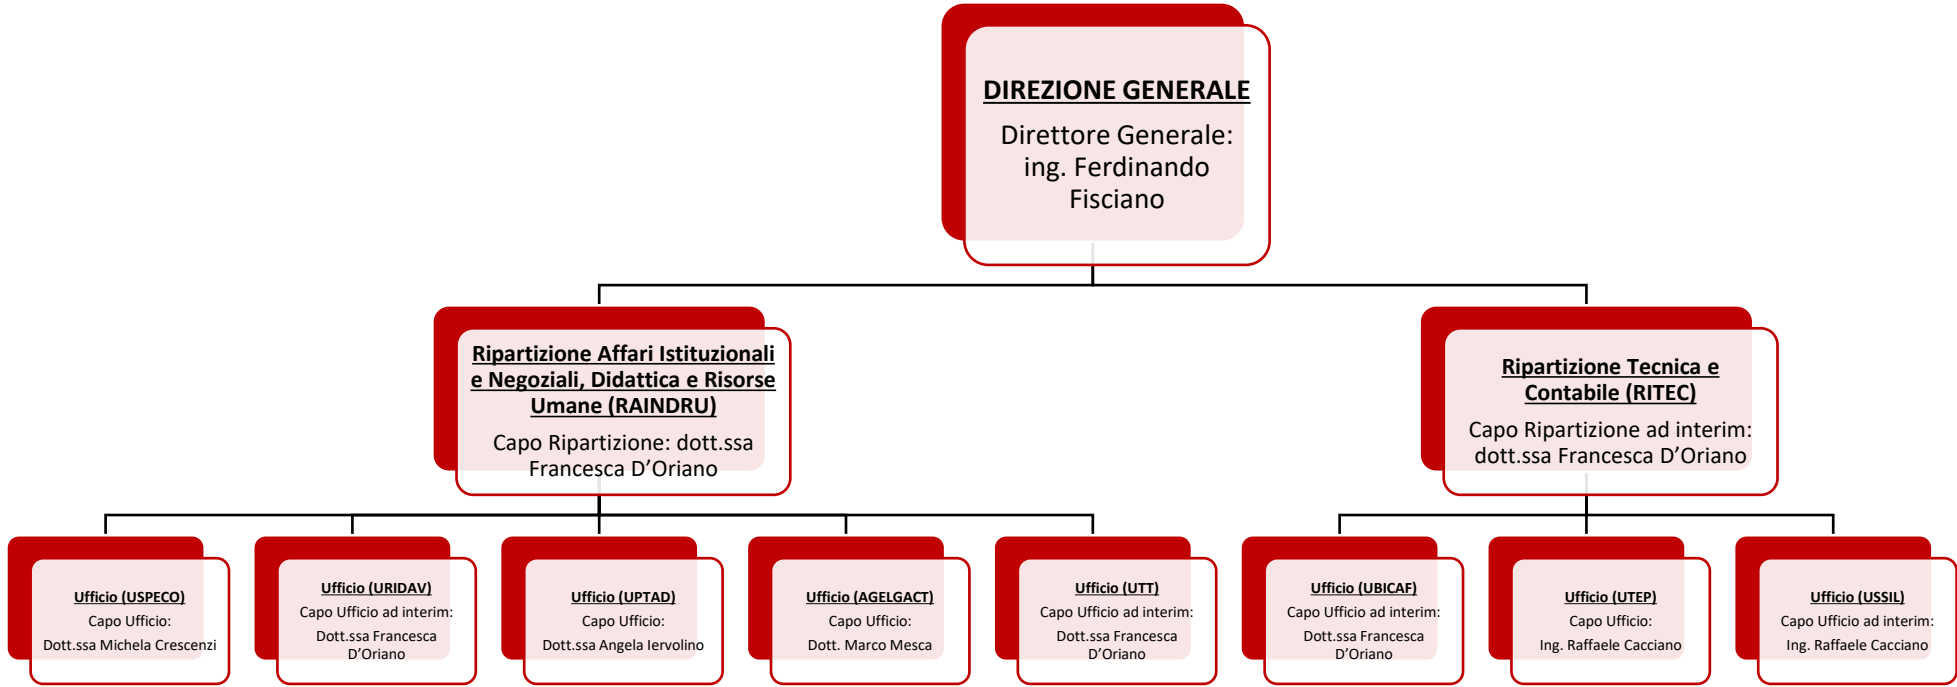 DIREZIONE GENERALE
Direttore Generale:
ing. Ferdinando
Fisciano
Ripartizione Affari Istituzionali
e Negoziali, Didattica e Risorse
Umane (RAINDRU)
Capo Ripartizione: dott.ssa
Francesca D’Oriano
Ripartizione Tecnica e
Contabile (RITEC)
Capo Ripartizione ad interim:
dott.ssa Francesca D’Oriano
Ufficio (USPECO)
Capo Ufficio:
Dott.ssa Michela Crescenzi
Ufficio (URIDAV)
Capo Ufficio ad interim:
Dott.ssa Francesca
D’Oriano
Ufficio (UPTAD)
Capo Ufficio:
Dott.ssa Angela Iervolino
Ufficio (AGELGACT)
Capo Ufficio:
Dott. Marco Mesca
Ufficio (UTT)
Capo Ufficio ad interim:
Dott.ssa Francesca
D’Oriano
Ufficio (UBICAF)
Capo Ufficio ad interim:
Dott.ssa Francesca
D’Oriano
Ufficio (UTEP)
Capo Ufficio:
Ing. Raffaele Cacciano
Ufficio (USSIL)
Capo Ufficio ad interim:
Ing. Raffaele Cacciano